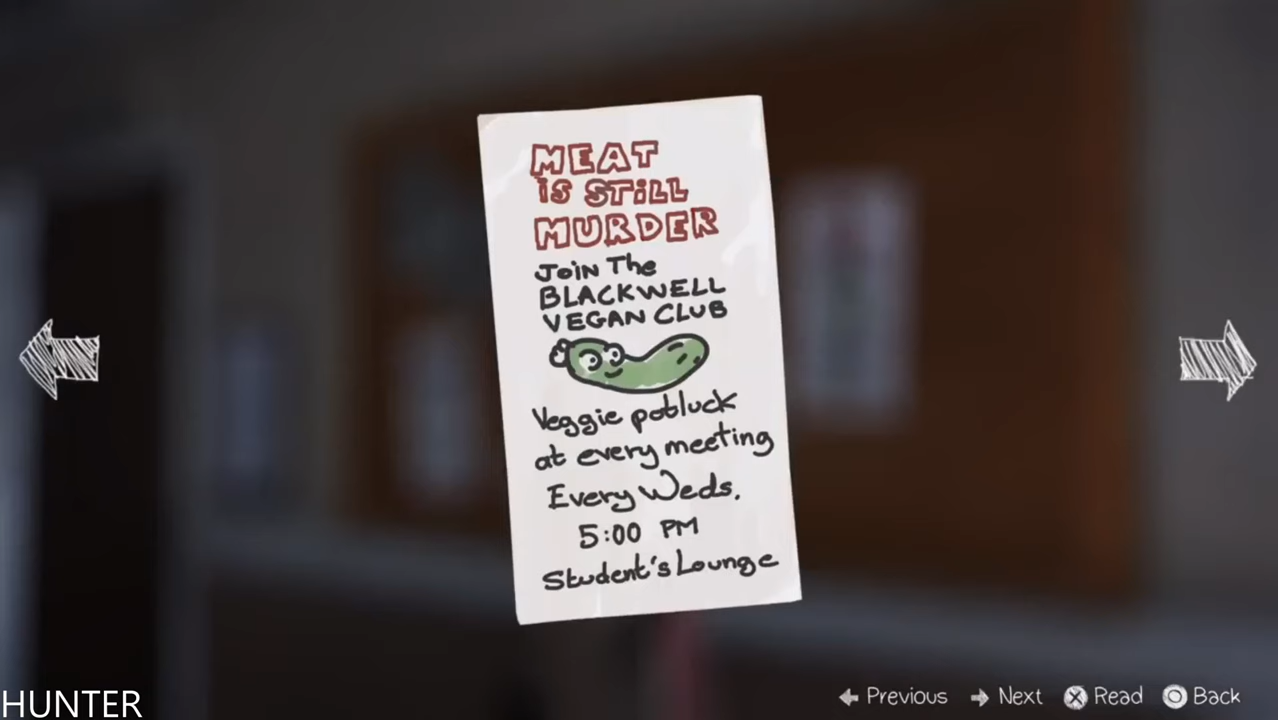 MEAT
iS STiLL
MURDER
JoiN The
BLACKWELL
VEGAN CLUB
Veggie potluck
at every meeting
Every Weds.
5:00 PM
Student's Lounge
HUNTER
Previous
Next
Read
Back